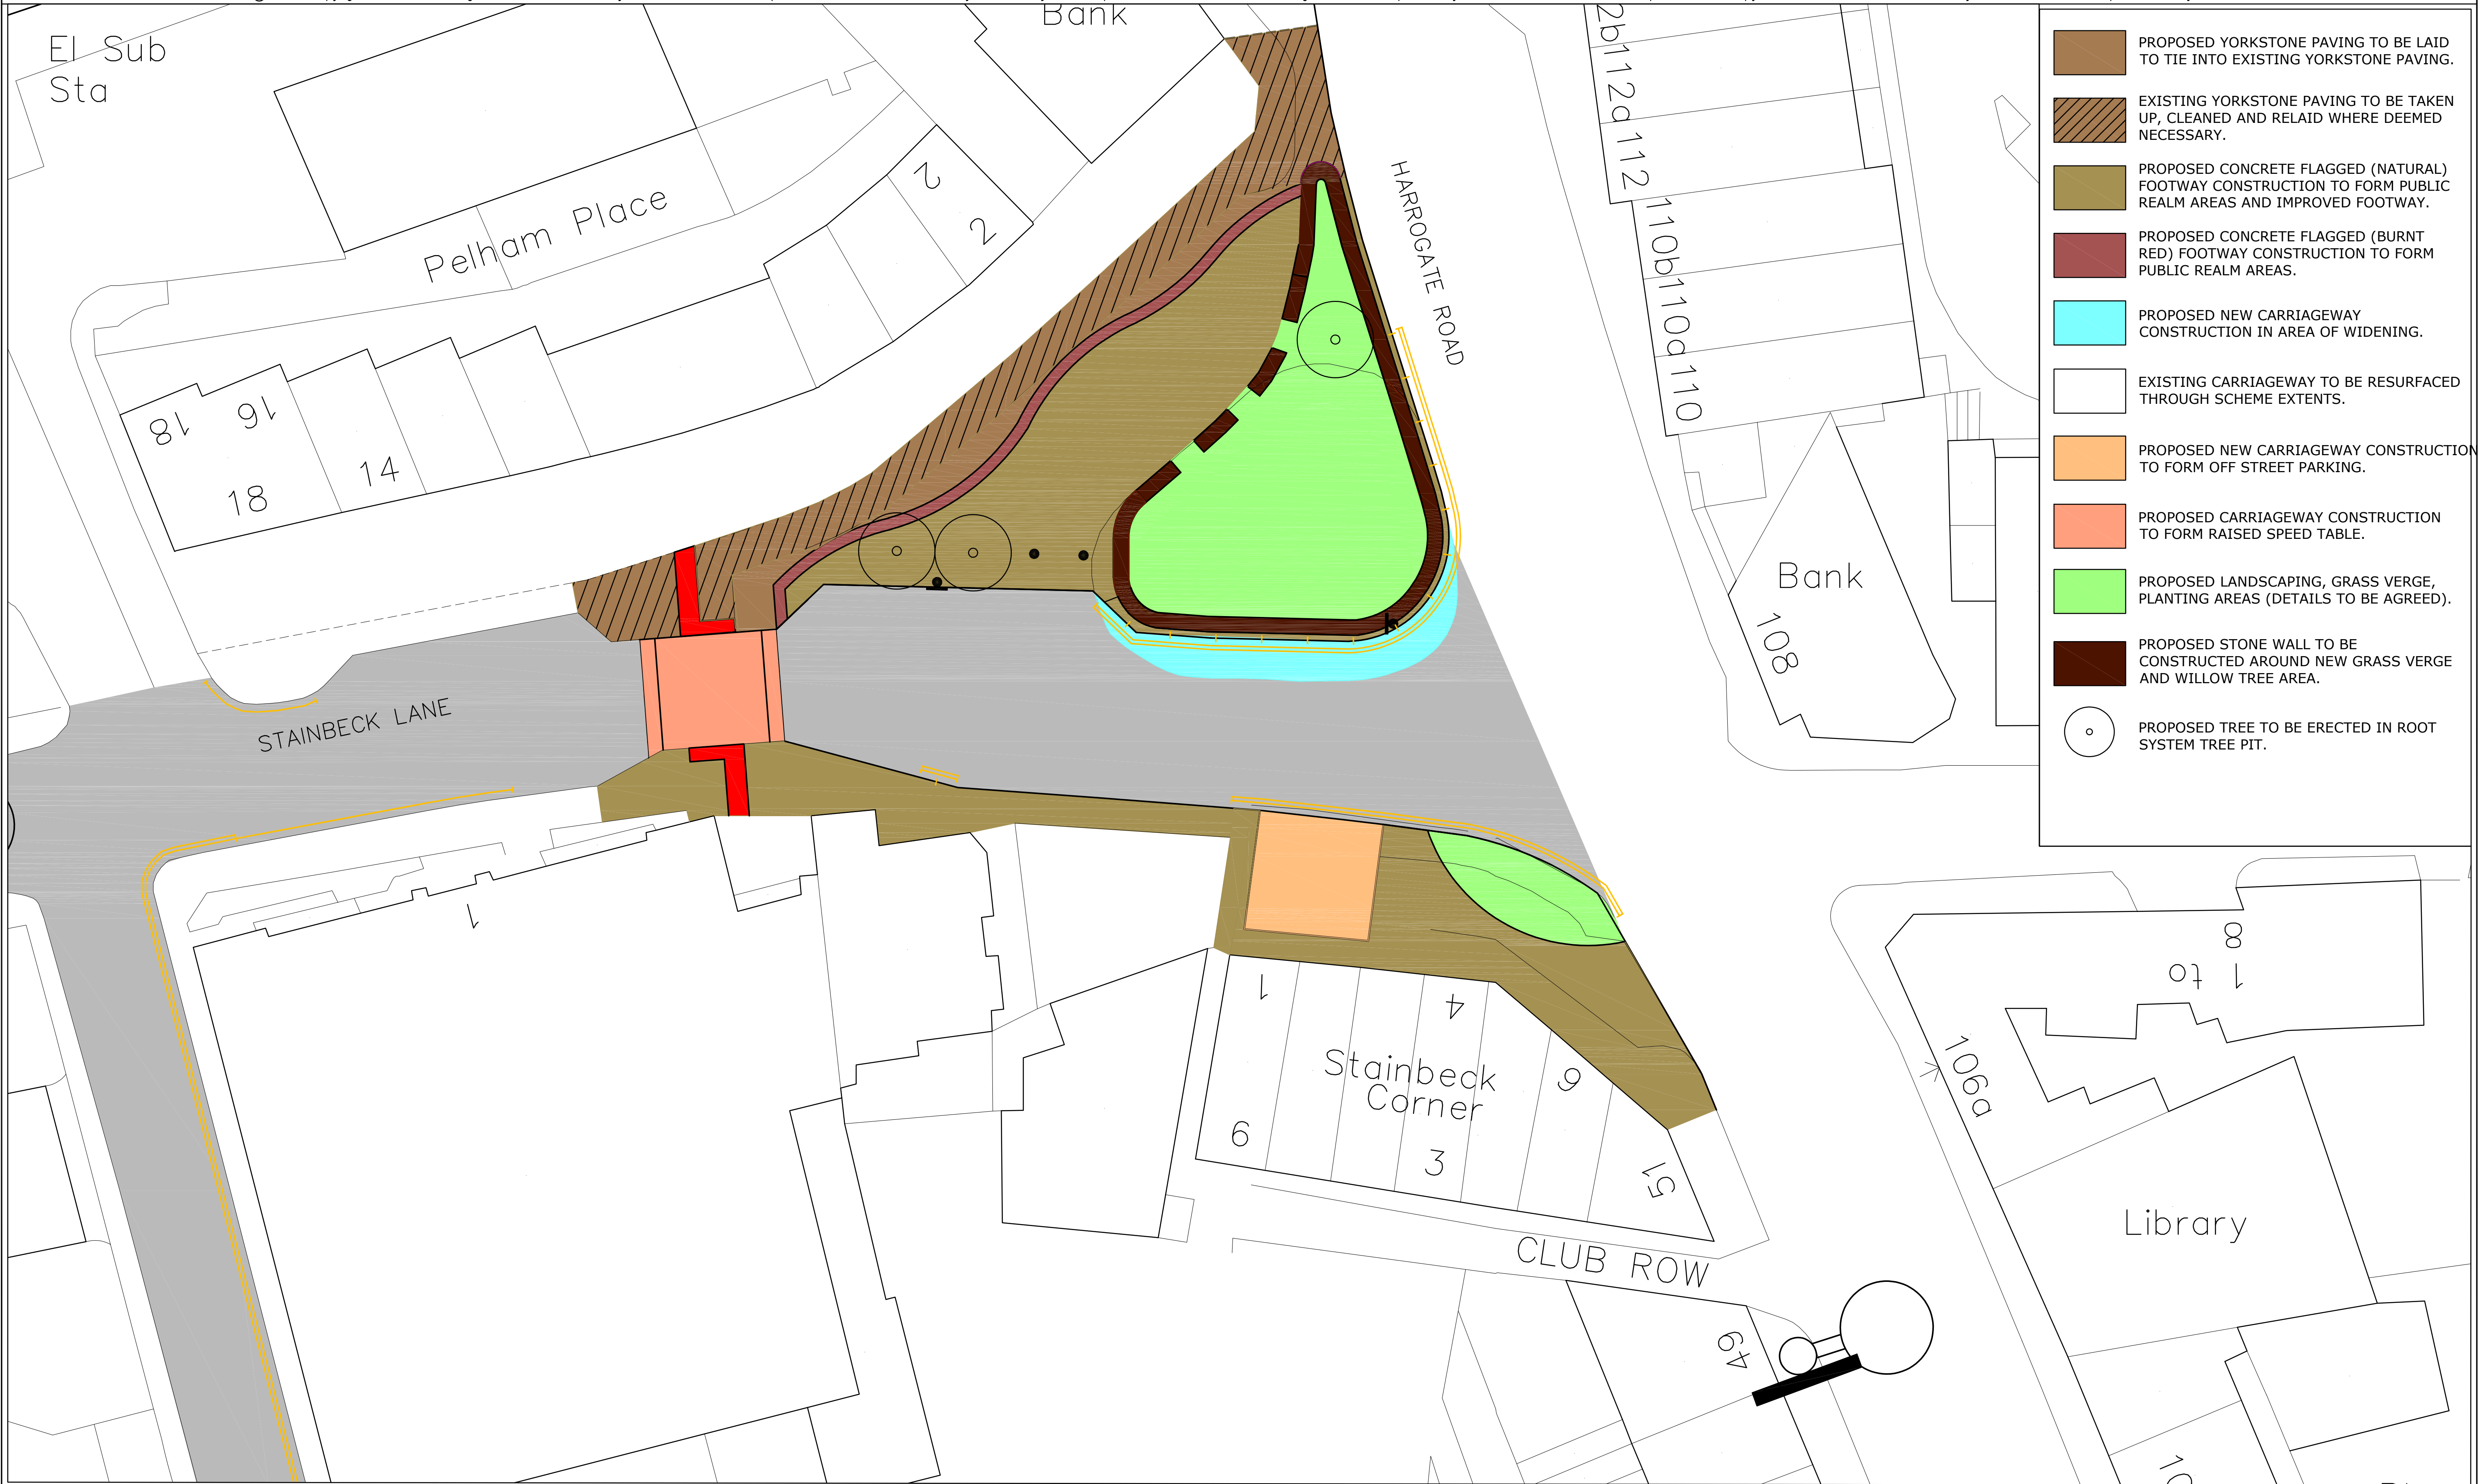 El Sub
Sta
Bank
Pelham Place
2
2
18
16
18
14
HARROGATE ROAD
2b
112a
112
110b
110a
110
Bank
108
STAINBECK LANE
1
1
4
Stainbeck
Corner
6
9
3
51
CLUB ROW
49
8
1 to
106a
Library
PROPOSED YORKSTONE PAVING TO BE LAID
TO TIE INTO EXISTING YORKSTONE PAVING.
EXISTING YORKSTONE PAVING TO BE TAKEN
UP, CLEANED AND RELAID WHERE DEEMED
NECESSARY.
PROPOSED CONCRETE FLAGGED (NATURAL)
FOOTWAY CONSTRUCTION TO FORM PUBLIC
REALM AREAS AND IMPROVED FOOTWAY.
PROPOSED CONCRETE FLAGGED (BURNT
RED) FOOTWAY CONSTRUCTION TO FORM
PUBLIC REALM AREAS.
PROPOSED NEW CARRIAGEWAY
CONSTRUCTION IN AREA OF WIDENING.
EXISTING CARRIAGEWAY TO BE RESURFACED
THROUGH SCHEME EXTENTS.
PROPOSED NEW CARRIAGEWAY CONSTRUCTION
TO FORM OFF STREET PARKING.
PROPOSED CARRIAGEWAY CONSTRUCTION
TO FORM RAISED SPEED TABLE.
PROPOSED LANDSCAPING, GRASS VERGE,
PLANTING AREAS (DETAILS TO BE AGREED).
PROPOSED STONE WALL TO BE
CONSTRUCTED AROUND NEW GRASS VERGE
AND WILLOW TREE AREA.
PROPOSED TREE TO BE ERECTED IN ROOT
SYSTEM TREE PIT.